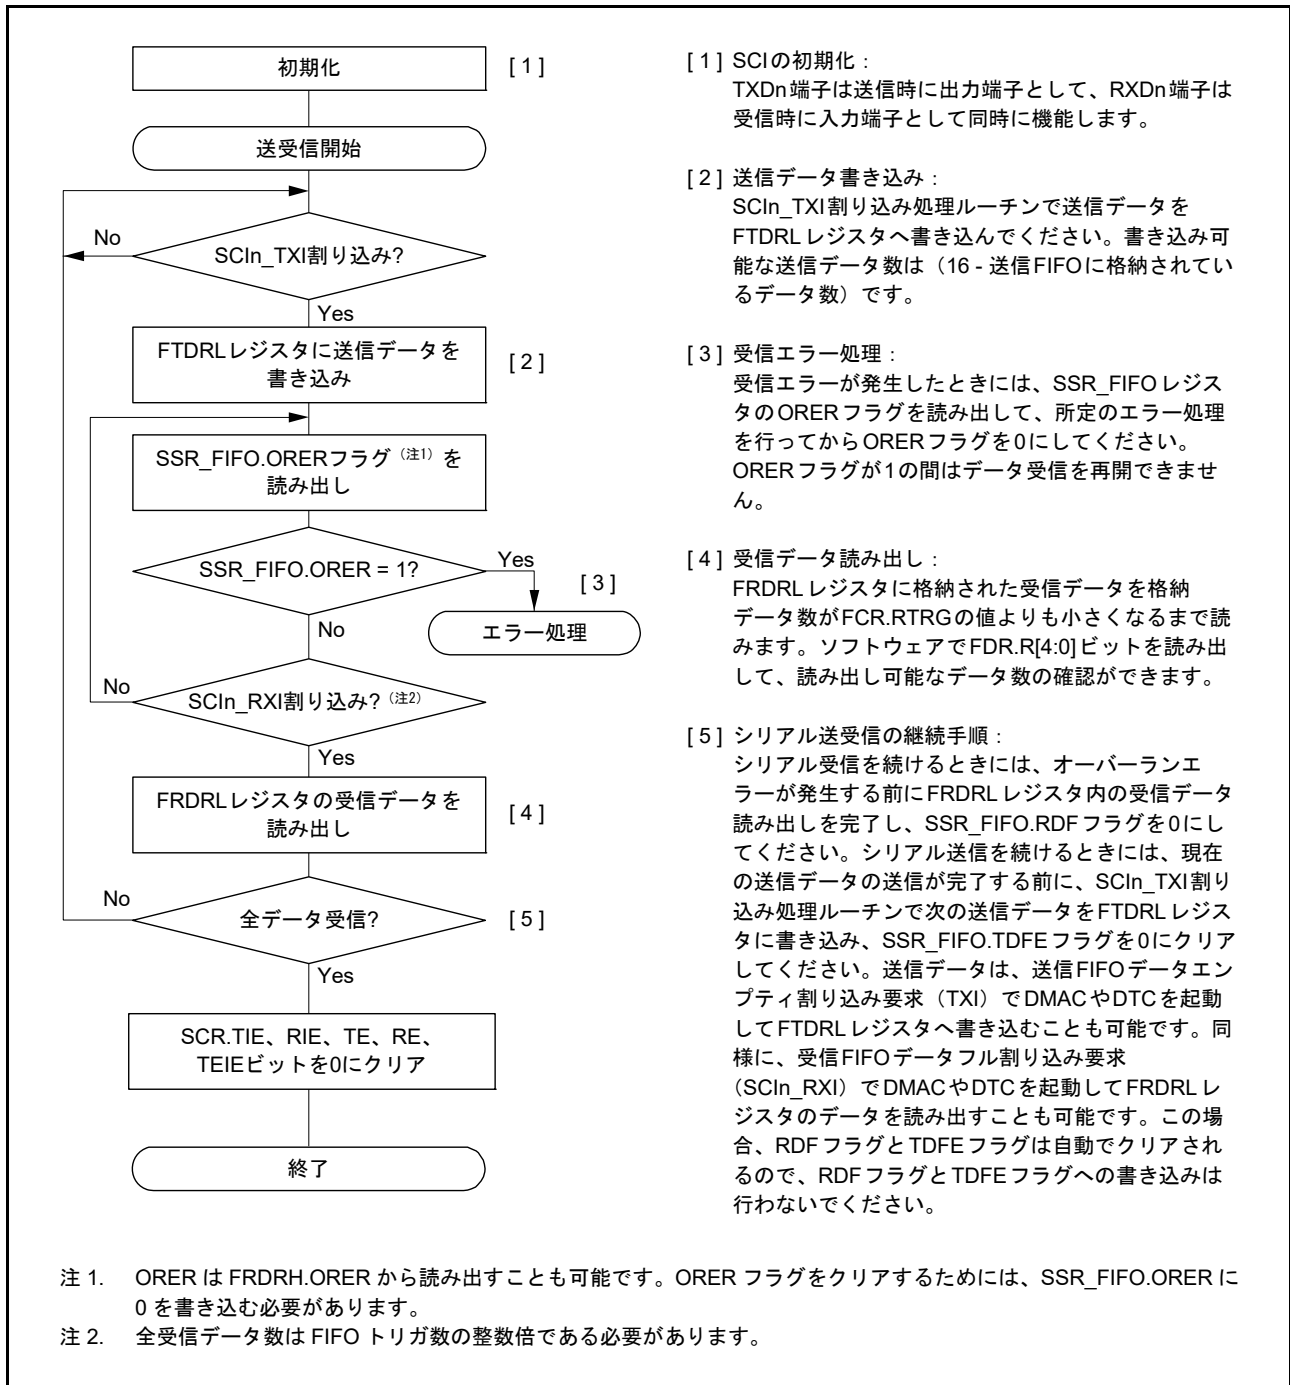 初期化
[ 1 ]
送受信開始
No
SCIn_TXI割り込み?
Yes
FTDRLレジスタに送信データを
書き込み
[ 2 ]
SSR_FIFO.ORERフラグ（注1）を
読み出し
SSR_FIFO.ORER = 1?
Yes
[ 3 ]
エラー処理
No
No
SCIn_RXI割り込み?（注2）
Yes
FRDRLレジスタの受信データを
読み出し
[ 4 ]
No
全データ受信?
[ 5 ]
Yes
SCR.TIE、RIE、TE、RE、
TEIEビットを0にクリア
終了
[ 1 ] SCIの初期化：
TXDn端子は送信時に出力端子として、RXDn端子は
受信時に入力端子として同時に機能します。
[ 2 ] 送信データ書き込み：
SCIn_TXI割り込み処理ルーチンで送信データを
FTDRLレジスタへ書き込んでください。書き込み可
能な送信データ数は（16 - 送信FIFOに格納されてい
るデータ数）です。
[ 3 ] 受信エラー処理：
受信エラーが発生したときには、SSR_FIFOレジス
タのORERフラグを読み出して、所定のエラー処理
を行ってからORERフラグを0にしてください。
ORERフラグが1の間はデータ受信を再開できませ
ん。
[ 4 ] 受信データ読み出し：
FRDRLレジスタに格納された受信データを格納
データ数がFCR.RTRGの値よりも小さくなるまで読
みます。ソフトウェアでFDR.R[4:0]ビットを読み出
して、読み出し可能なデータ数の確認ができます。
[ 5 ] シリアル送受信の継続手順：
シリアル受信を続けるときには、オーバーランエ
ラーが発生する前にFRDRLレジスタ内の受信データ
読み出しを完了し、SSR_FIFO.RDFフラグを0にし
てください。シリアル送信を続けるときには、現在
の送信データの送信が完了する前に、SCIn_TXI割り
込み処理ルーチンで次の送信データをFTDRLレジス
タに書き込み、SSR_FIFO.TDFEフラグを0にクリア
してください。送信データは、送信FIFOデータエン
プティ割り込み要求（TXI）でDMACやDTCを起動
してFTDRLレジスタへ書き込むことも可能です。同
様に、受信FIFOデータフル割り込み要求
（SCIn_RXI）でDMACやDTCを起動してFRDRLレ
ジスタのデータを読み出すことも可能です。この場
合、RDFフラグとTDFEフラグは自動でクリアされ
るので、RDFフラグとTDFEフラグへの書き込みは
行わないでください。
注 1. ORER は FRDRH.ORER から読み出すことも可能です。ORER フラグをクリアするためには、SSR_FIFO.ORER に
0 を書き込む必要があります。
注 2. 全受信データ数は FIFO トリガ数の整数倍である必要があります。